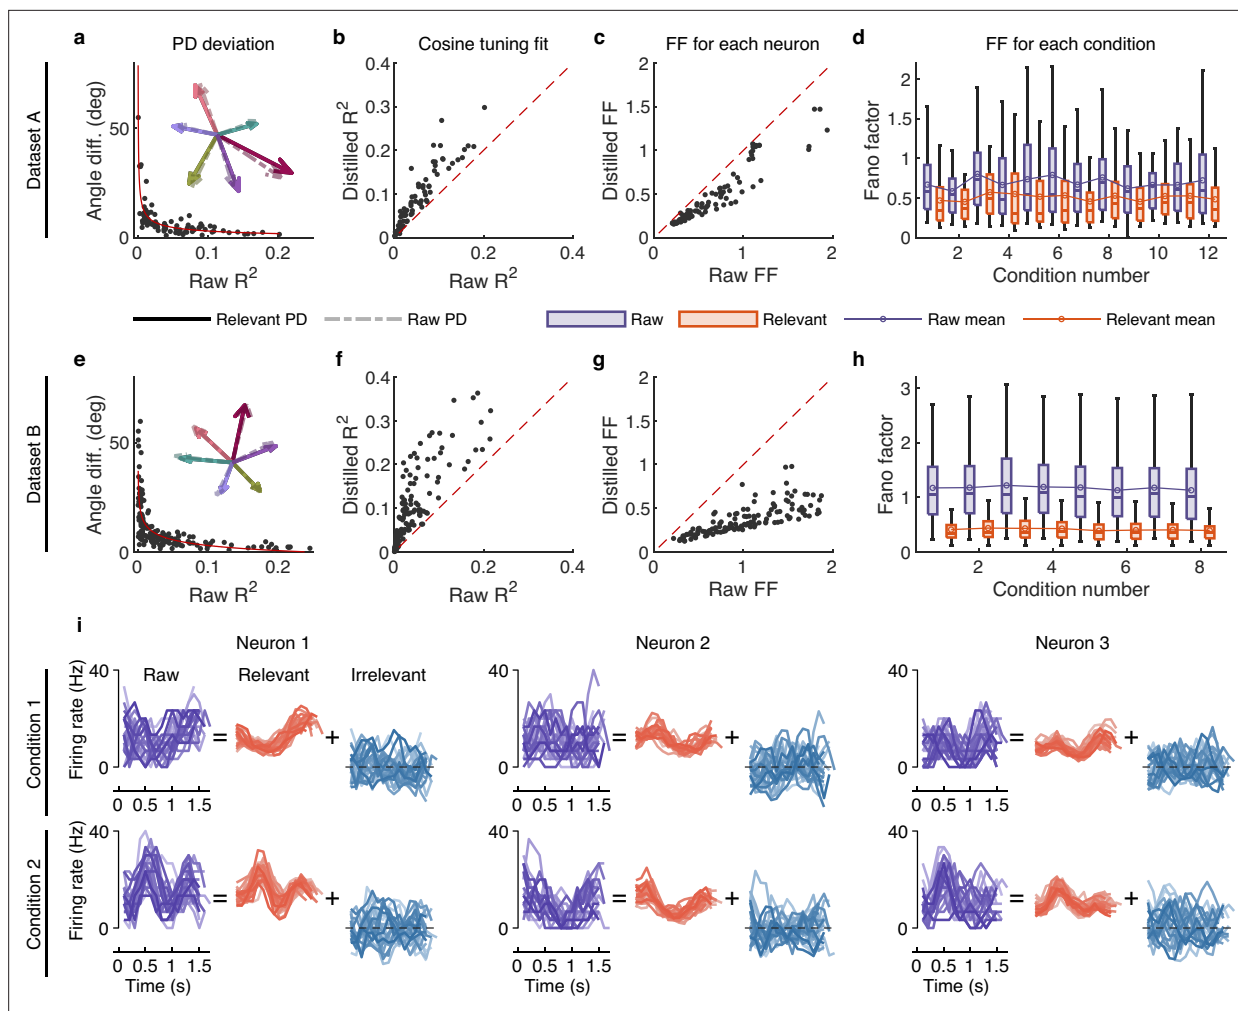 a PD deviation
b Cosine tuning fit
c FF for each neuron
d FF for each condition
Dataset A
Angle diff. (deg)
50
0
0 0.1 0.2
Raw R²
Distilled R²
0.4
0.3
0.2
0.1
0
0 0.2 0.4
Raw R²
Distilled FF
2
1.5
1
0.5
0
0 1 2
Raw FF
Fano factor
2
1.5
1
0.5
0
2 4 6 8 10 12
Condition number
Relevant PD Raw PD
Raw Relevant Raw mean Relevant mean
e
f
g
h
Dataset B
Angle diff. (deg)
50
0
0 0.1 0.2
Raw R²
Distilled R²
0.4
0.3
0.2
0.1
0
0 0.2 0.4
Raw R²
Distilled FF
2
1.5
1
0.5
0
0 1 2
Raw FF
Fano factor
3
2
1
0
2 4 6 8
Condition number
i
Neuron 1 Neuron 2 Neuron 3
Raw Relevant Irrelevant
Condition 1
Firing rate (Hz)
40
0
= +
0 0.5 1 1.5
40
0
= +
0 0.5 1 1.5
40
0
= +
0 0.5 1 1.5
Condition 2
Firing rate (Hz)
40
0
= +
0 0.5 1 1.5
Time (s)
40
0
= +
0 0.5 1 1.5
Time (s)
40
0
= +
0 0.5 1 1.5
Time (s)